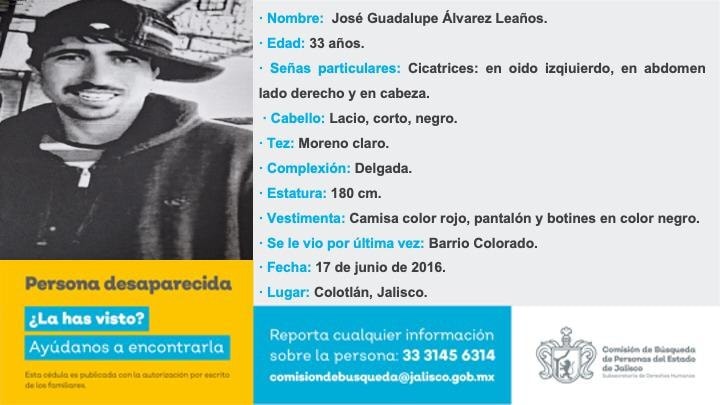 · Nombre: José Guadalupe Álvarez Leaños.
· Edad: 33 años.
· Señas particulares: Cicatrices: en oido izqiuierdo, en abdomen
lado derecho y en cabeza.
· Cabello: Lacio, corto, negro.
· Tez: Moreno claro.
· Complexión: Delgada.
· Estatura: 180 cm.
· Vestimenta: Camisa color rojo, pantalón y botines en color negro.
· Se le vio por última vez: Barrio Colorado.
· Fecha: 17 de junio de 2016.
· Lugar: Colotlán, Jalisco.
Persona desaparecida
¿La has visto?
Ayúdanos a encontrarla
Esta cédula es publicada con la autorización por escrito
de los familiares.
Reporta cualquier información
sobre la persona: 33 3145 6314
comisiondebusqueda@jalisco.gob.mx
Comisión de Búsqueda
de Personas del Estado
de Jalisco
Subsecretaría de Derechos Humanos